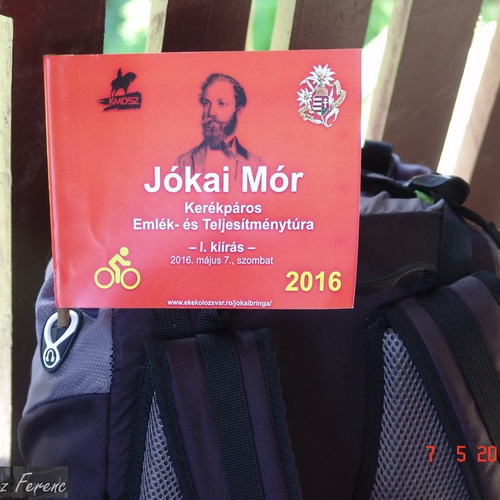 KMDSZ
Jókai Mór
Kerékpáros
Emlék- és Teljesítménytúra
– I. kiírás –
2016. május 7., szombat
2016
www.ekekolozsvar.ro/jokaibringa/
7 5 20
z Ferenc